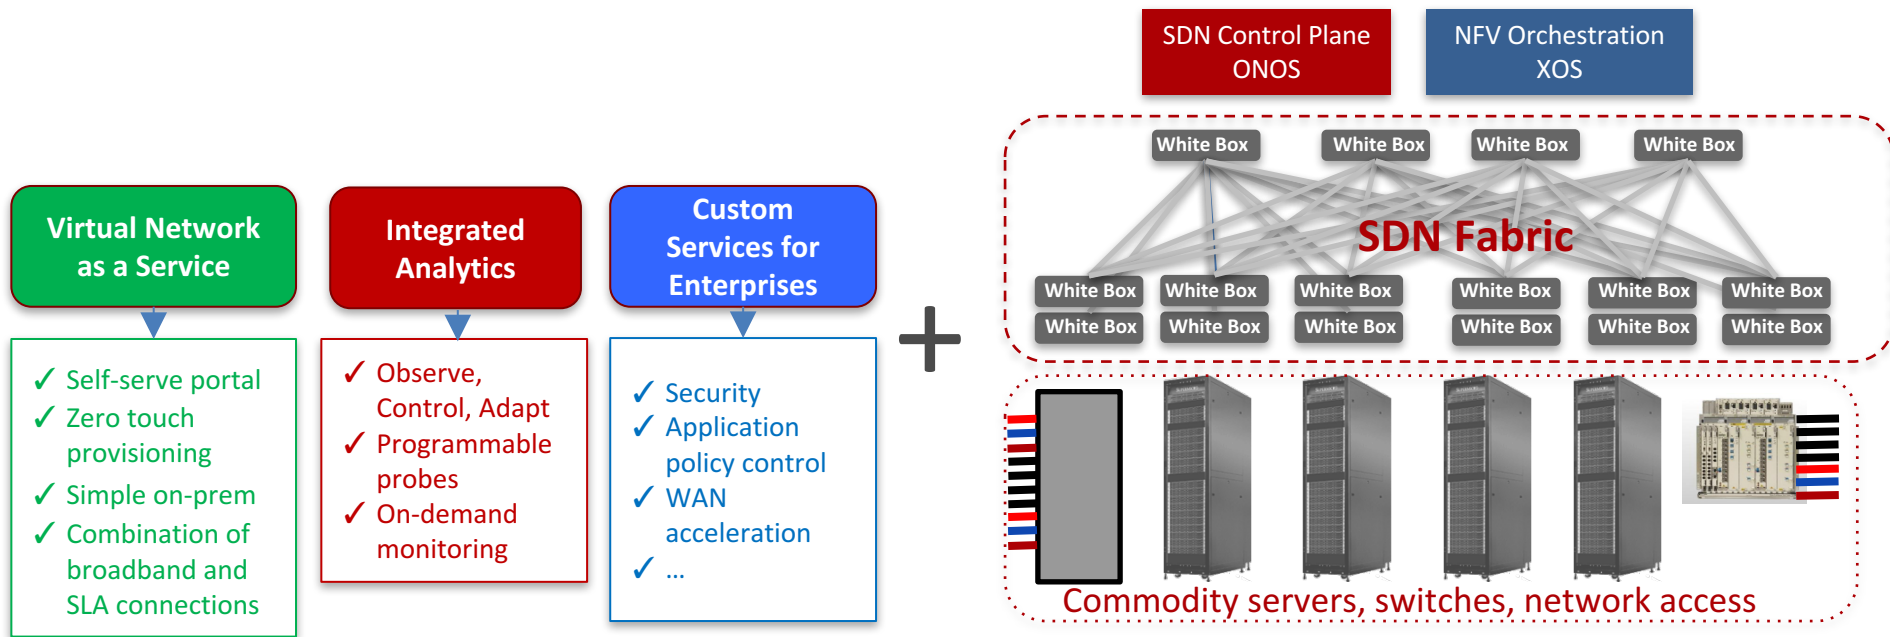 SDN Control Plane
ONOS
NFV Orchestration
XOS
White Box
White Box
White Box
White Box
SDN Fabric
White Box
White Box
White Box
White Box
White Box
White Box
White Box
White Box
White Box
White Box
White Box
White Box
Commodity servers, switches, network access
Virtual Network
as a Service
✓ Self-serve portal
✓ Zero touch
provisioning
✓ Simple on-prem
✓ Combination of
broadband and
SLA connections
Integrated
Analytics
✓ Observe,
Control, Adapt
✓ Programmable
probes
✓ On-demand
monitoring
Custom
Services for
Enterprises
✓ Security
✓ Application
policy control
✓ WAN
acceleration
✓ ...
+